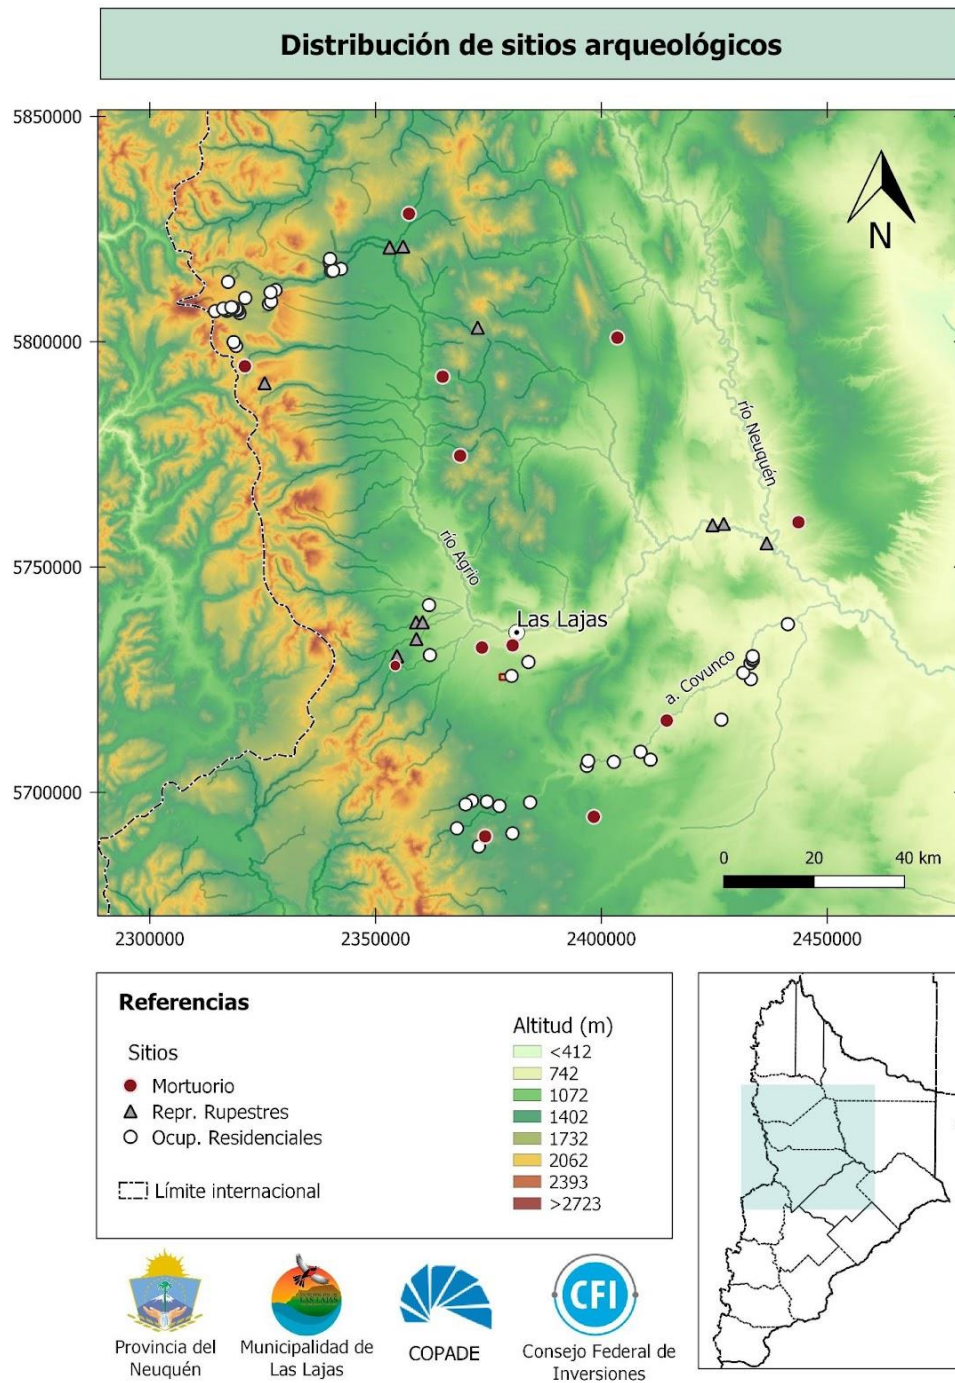 Distribución de sitios arqueológicos
5850000
5800000
5750000
5700000
2300000
2350000
2400000
2450000
N
río Neuquén
río Agrio
Las Lajas
a. Covunco
0 20 40 km
Referencias
Sitios
Mortuorio
Repr. Rupestres
Ocup. Residenciales
Límite internacional
Altitud (m)
<412
742
1072
1402
1732
2062
2393
>2723
Provincia del
Neuquén
LAS LAJAS
Municipalidad de
Las Lajas
COPADE
CFI
Consejo Federal de
Inversiones